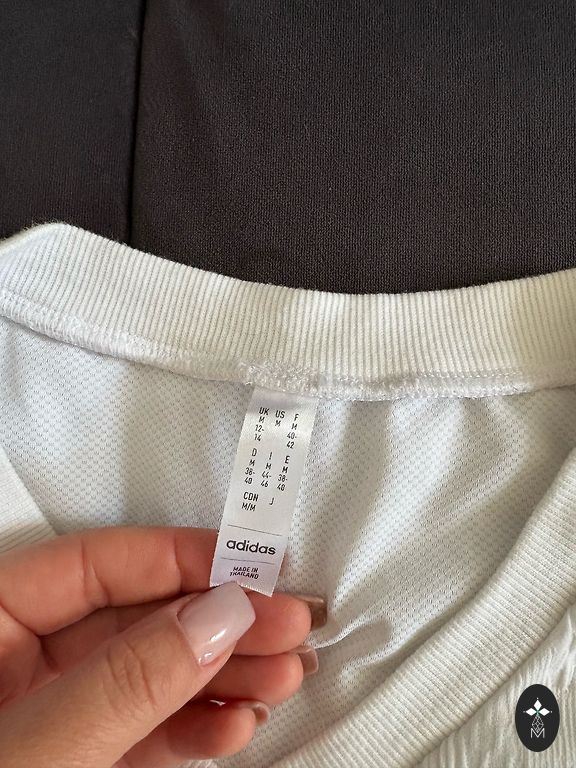 UK US F
M M M
12- 40-
14 42
D I E
M M M
38- 44- 38-
40 46 40
CDN J
M/M
adidas
MADE IN
THAILAND
M